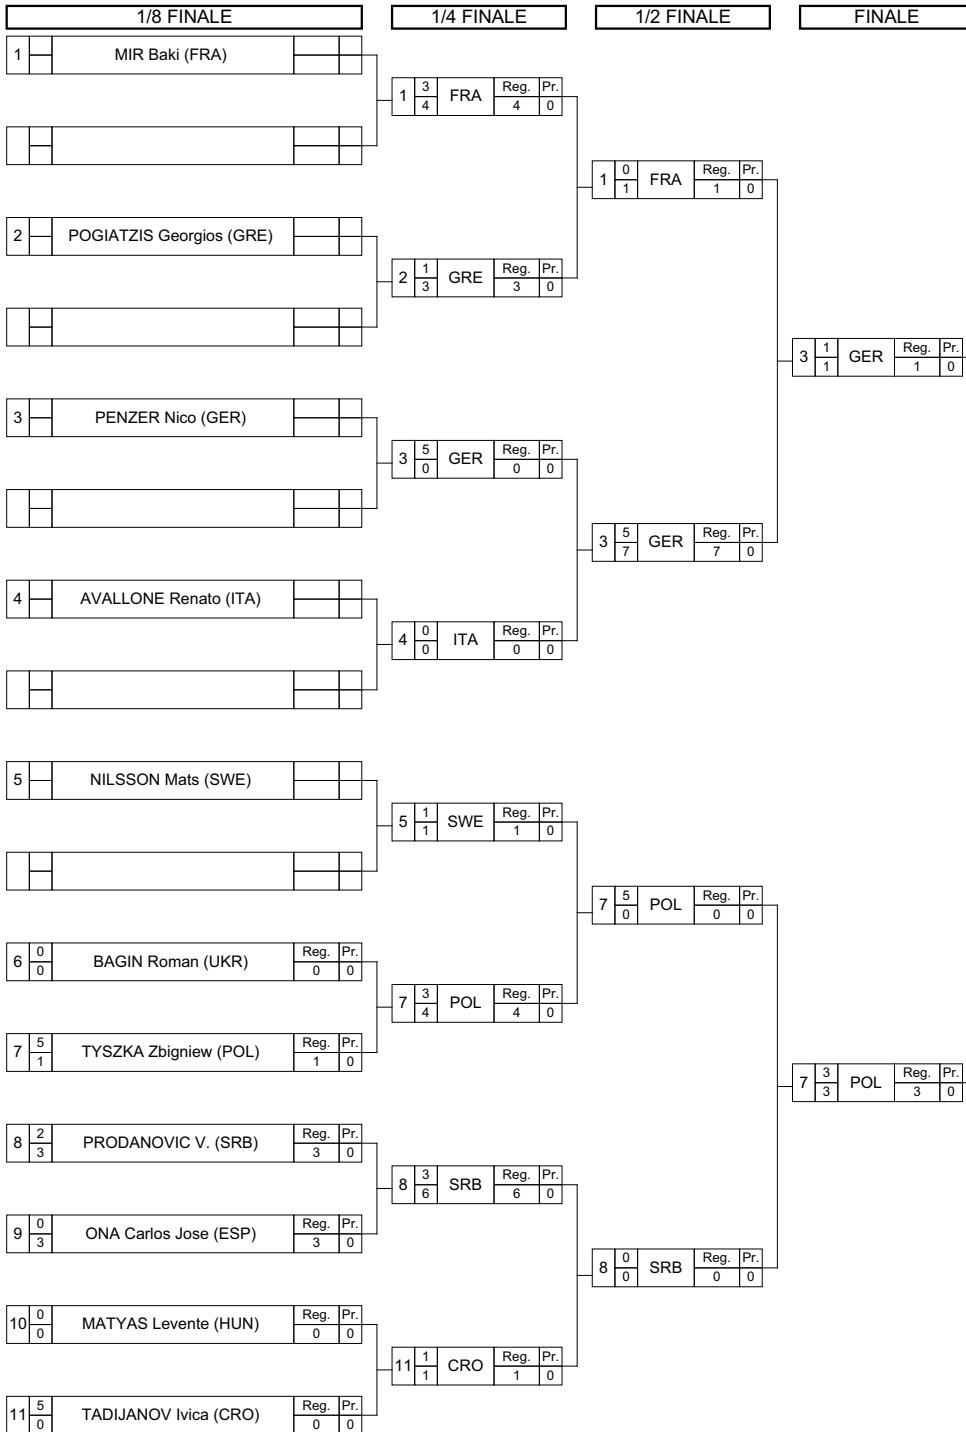 1/8 FINALE 1/4 FINALE 1/2 FINALE FINALE
1 MIR Baki (FRA)
1 3 4 FRA Reg. Pr. 4 0
1 0 1 FRA Reg. Pr. 1 0
2 POGIATZIS Georgios (GRE)
2 1 3 GRE Reg. Pr. 3 0
3 1 1 GER Reg. Pr. 1 0
3 PENZER Nico (GER)
3 5 0 GER Reg. Pr. 0 0
3 5 7 GER Reg. Pr. 7 0
4 AVALLONE Renato (ITA)
4 0 0 ITA Reg. Pr. 0 0
5 NILSSON Mats (SWE)
5 1 1 SWE Reg. Pr. 1 0
7 5 0 POL Reg. Pr. 0 0
6 0 0 BAGIN Roman (UKR) Reg. Pr. 0 0
7 3 4 POL Reg. Pr. 4 0
7 5 1 TYSZKA Zbigniew (POL) Reg. Pr. 1 0
7 3 3 POL Reg. Pr. 3 0
8 2 3 PRODANOVIC V. (SRB) Reg. Pr. 3 0
8 3 6 SRB Reg. Pr. 6 0
9 0 3 ONA Carlos Jose (ESP) Reg. Pr. 3 0
8 0 0 SRB Reg. Pr. 0 0
10 0 0 MATYAS Levente (HUN) Reg. Pr. 0 0
11 1 1 CRO Reg. Pr. 1 0
11 5 0 TADIJANOV Ivica (CRO) Reg. Pr. 0 0